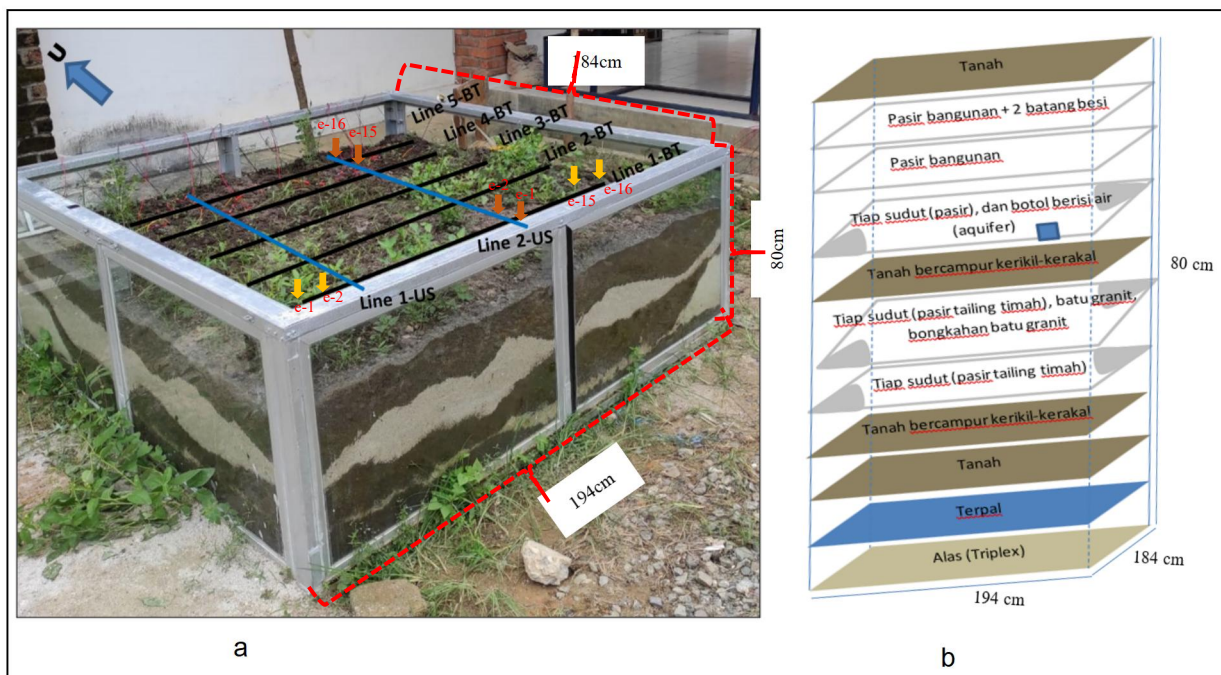 U
184cm
Line 5-BT
Line 4-BT
Line 3-BT
Line 2-BT
Line 1-BT
e-16
e-15
e-15
e-16
Line 2-US
Line 1-US
e-1
e-2
80cm
194cm
a
Tanah
Pasir bangunan + 2 batang besi
Pasir bangunan
Tiap sudut (pasir), dan botol berisi air
(aquifer)
Tanah bercampur kerikil-kerakal
Tiap sudut (pasir tailing timah), batu granit,
bongkahan batu granit
Tiap sudut (pasir tailing timah)
Tanah bercampur kerikil-kerakal
Tanah
Terpal
Alas (Triplex)
80 cm
184 cm
194 cm
b